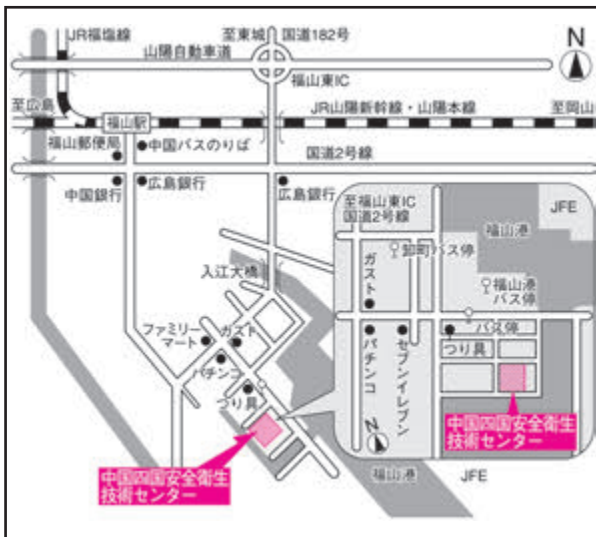 JR福塩線
至東城
国道182号
山陽自動車道
福山東IC
N
至広島
福山駅
JR山陽新幹線・山陽本線
至岡山
福山郵便局
中国バスのりば
国道2号線
中国銀行
広島銀行
広島銀行
入江大橋
ファミリー
マート
ガスト
パチンコ
つり具
中国四国安全衛生
技術センター
福山港
JFE
至福山東IC
国道2号線
福山港
JFE
卸町バス停
ガスト
福山港
バス停
バス停
つり具
パチンコ
セブンイレブン
N
中国四国安全衛生
技術センター